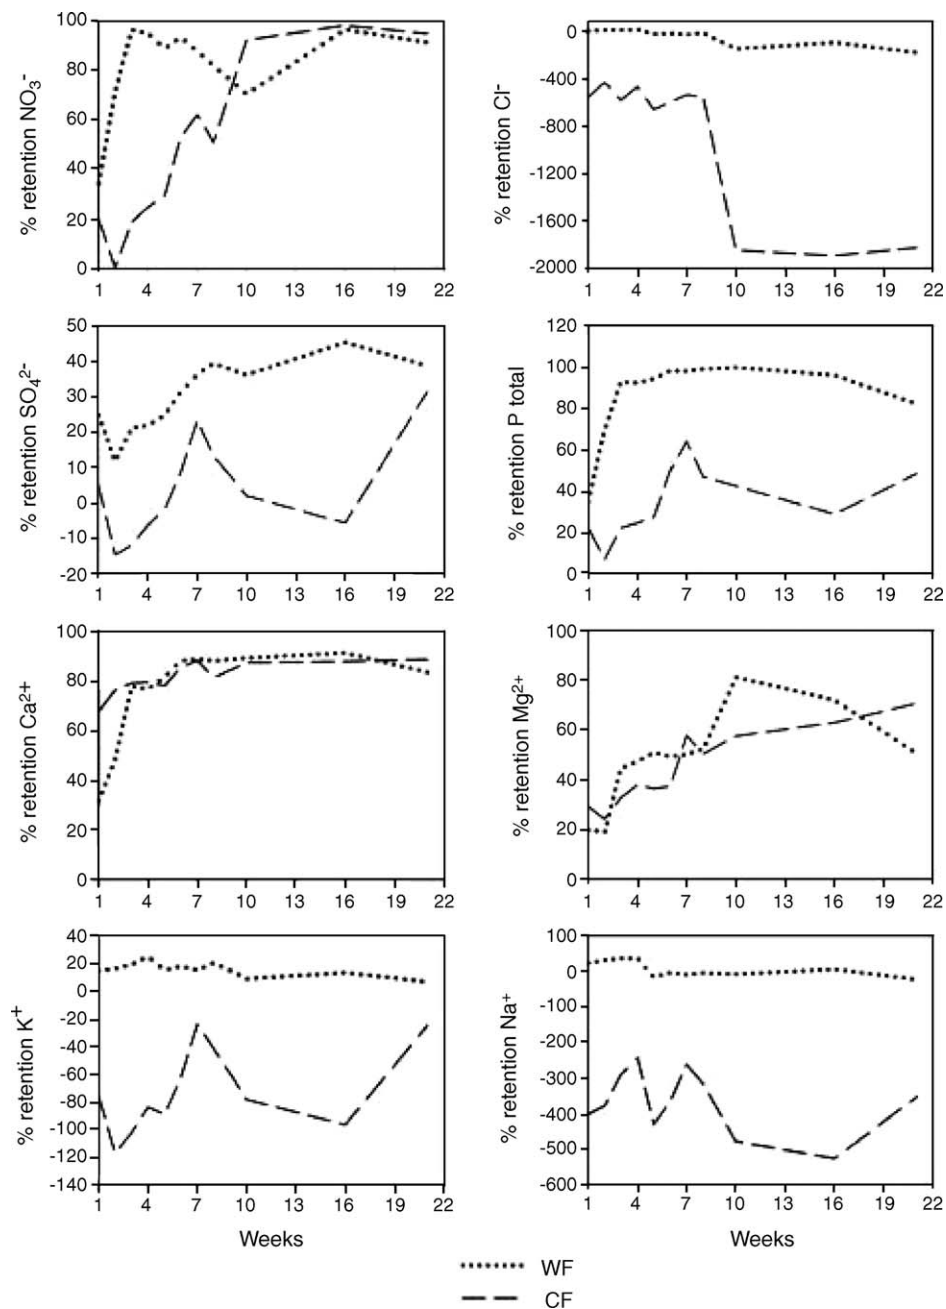 % retention NO₃⁻
100
80
60
40
20
0
1 4 7 10 13 16 19 22
% retention Cl⁻
0
-400
-800
-1200
-1600
-2000
1 4 7 10 13 16 19 22
% retention SO₄²⁻
50
40
30
20
10
0
-10
-20
1 4 7 10 13 16 19 22
% retention P total
120
100
80
60
40
20
0
1 4 7 10 13 16 19 22
% retention Ca²⁺
100
80
60
40
20
0
1 4 7 10 13 16 19 22
% retention Mg²⁺
100
80
60
40
20
0
1 4 7 10 13 16 19 22
% retention K⁺
40
20
0
-20
-40
-60
-80
-100
-120
-140
1 4 7 10 13 16 19 22
Weeks
% retention Na⁺
100
0
-100
-200
-300
-400
-500
-600
1 4 7 10 13 16 19 22
Weeks
WF
CF